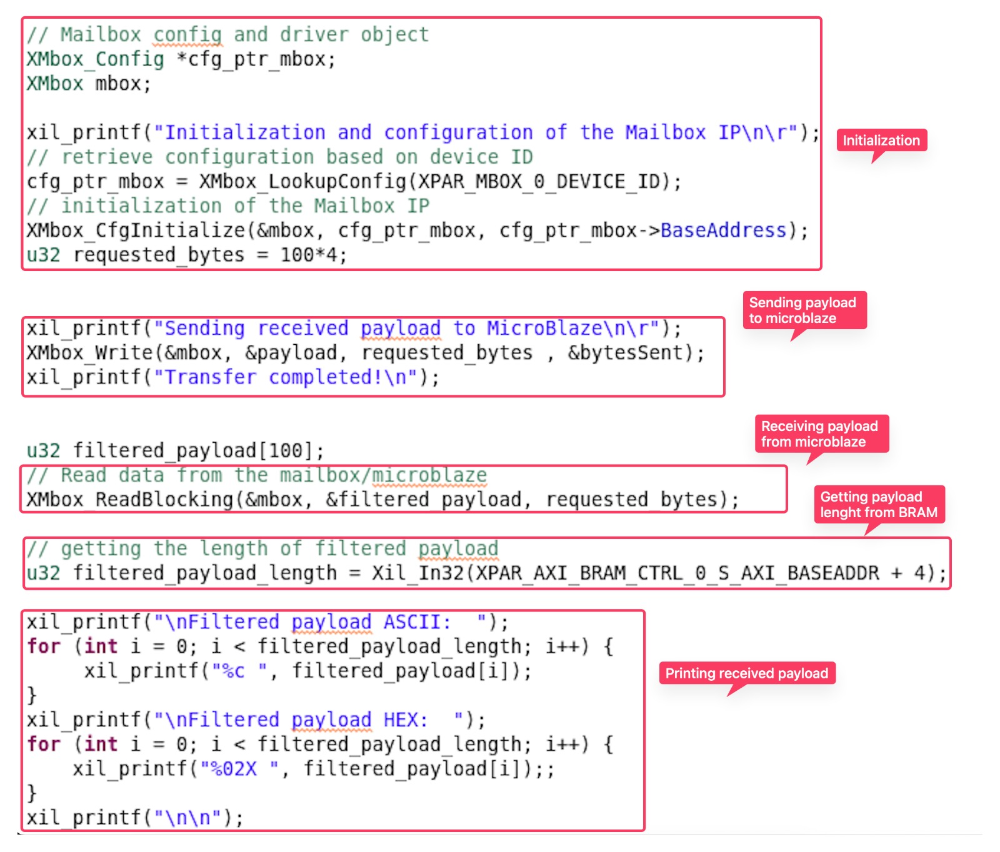 // Mailbox config and driver object
XMbox_Config *cfg_ptr_mbox;
XMbox mbox;
xil_printf("Initialization and configuration of the Mailbox IP\n\r");
Initialization
// retrieve configuration based on device ID
cfg_ptr_mbox = XMbox_LookupConfig(XPAR_MBOX_0_DEVICE_ID);
// initialization of the Mailbox IP
XMbox_CfgInitialize(&mbox, cfg_ptr_mbox, cfg_ptr_mbox->BaseAddress);
u32 requested_bytes = 100*4;
Sending payload
to microblaze
xil_printf("Sending received payload to MicroBlaze\n\r");
XMbox_Write(&mbox, &payload, requested_bytes , &bytesSent);
xil_printf("Transfer completed!\n");
Receiving payload
from microblaze
u32 filtered_payload[100];
// Read data from the mailbox/microblaze
XMbox_ReadBlocking(&mbox, &filtered_payload, requested_bytes);
Getting payload
lenght from BRAM
// getting the length of filtered payload
u32 filtered_payload_length = Xil_In32(XPAR_AXI_BRAM_CTRL_0_S_AXI_BASEADDR + 4);
xil_printf("\nFiltered payload ASCII:  ");
for (int i = 0; i < filtered_payload_length; i++) {
xil_printf("%c ", filtered_payload[i]);
Printing received payload
}
xil_printf("\nFiltered payload HEX:  ");
for (int i = 0; i < filtered_payload_length; i++) {
xil_printf("%02X ", filtered_payload[i]);;
}
xil_printf("\n\n");